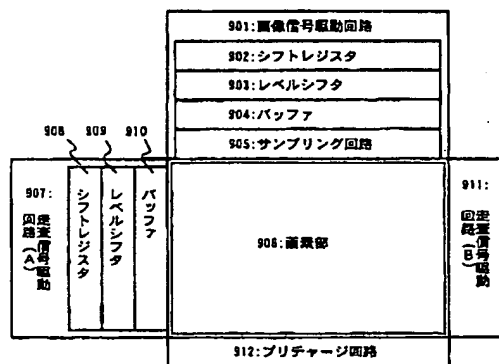 901:画像信号駆動回路
902:シフトレジスタ
903:レベルシフタ
904:バッファ
905:サンプリング回路
908
909
910
907:
走査信号駆動
回路(A)
シフトレジスタ
レベルシフタ
バッファ
906:画素部
911:
走査信号駆動
回路(B)
912:プリチャージ回路